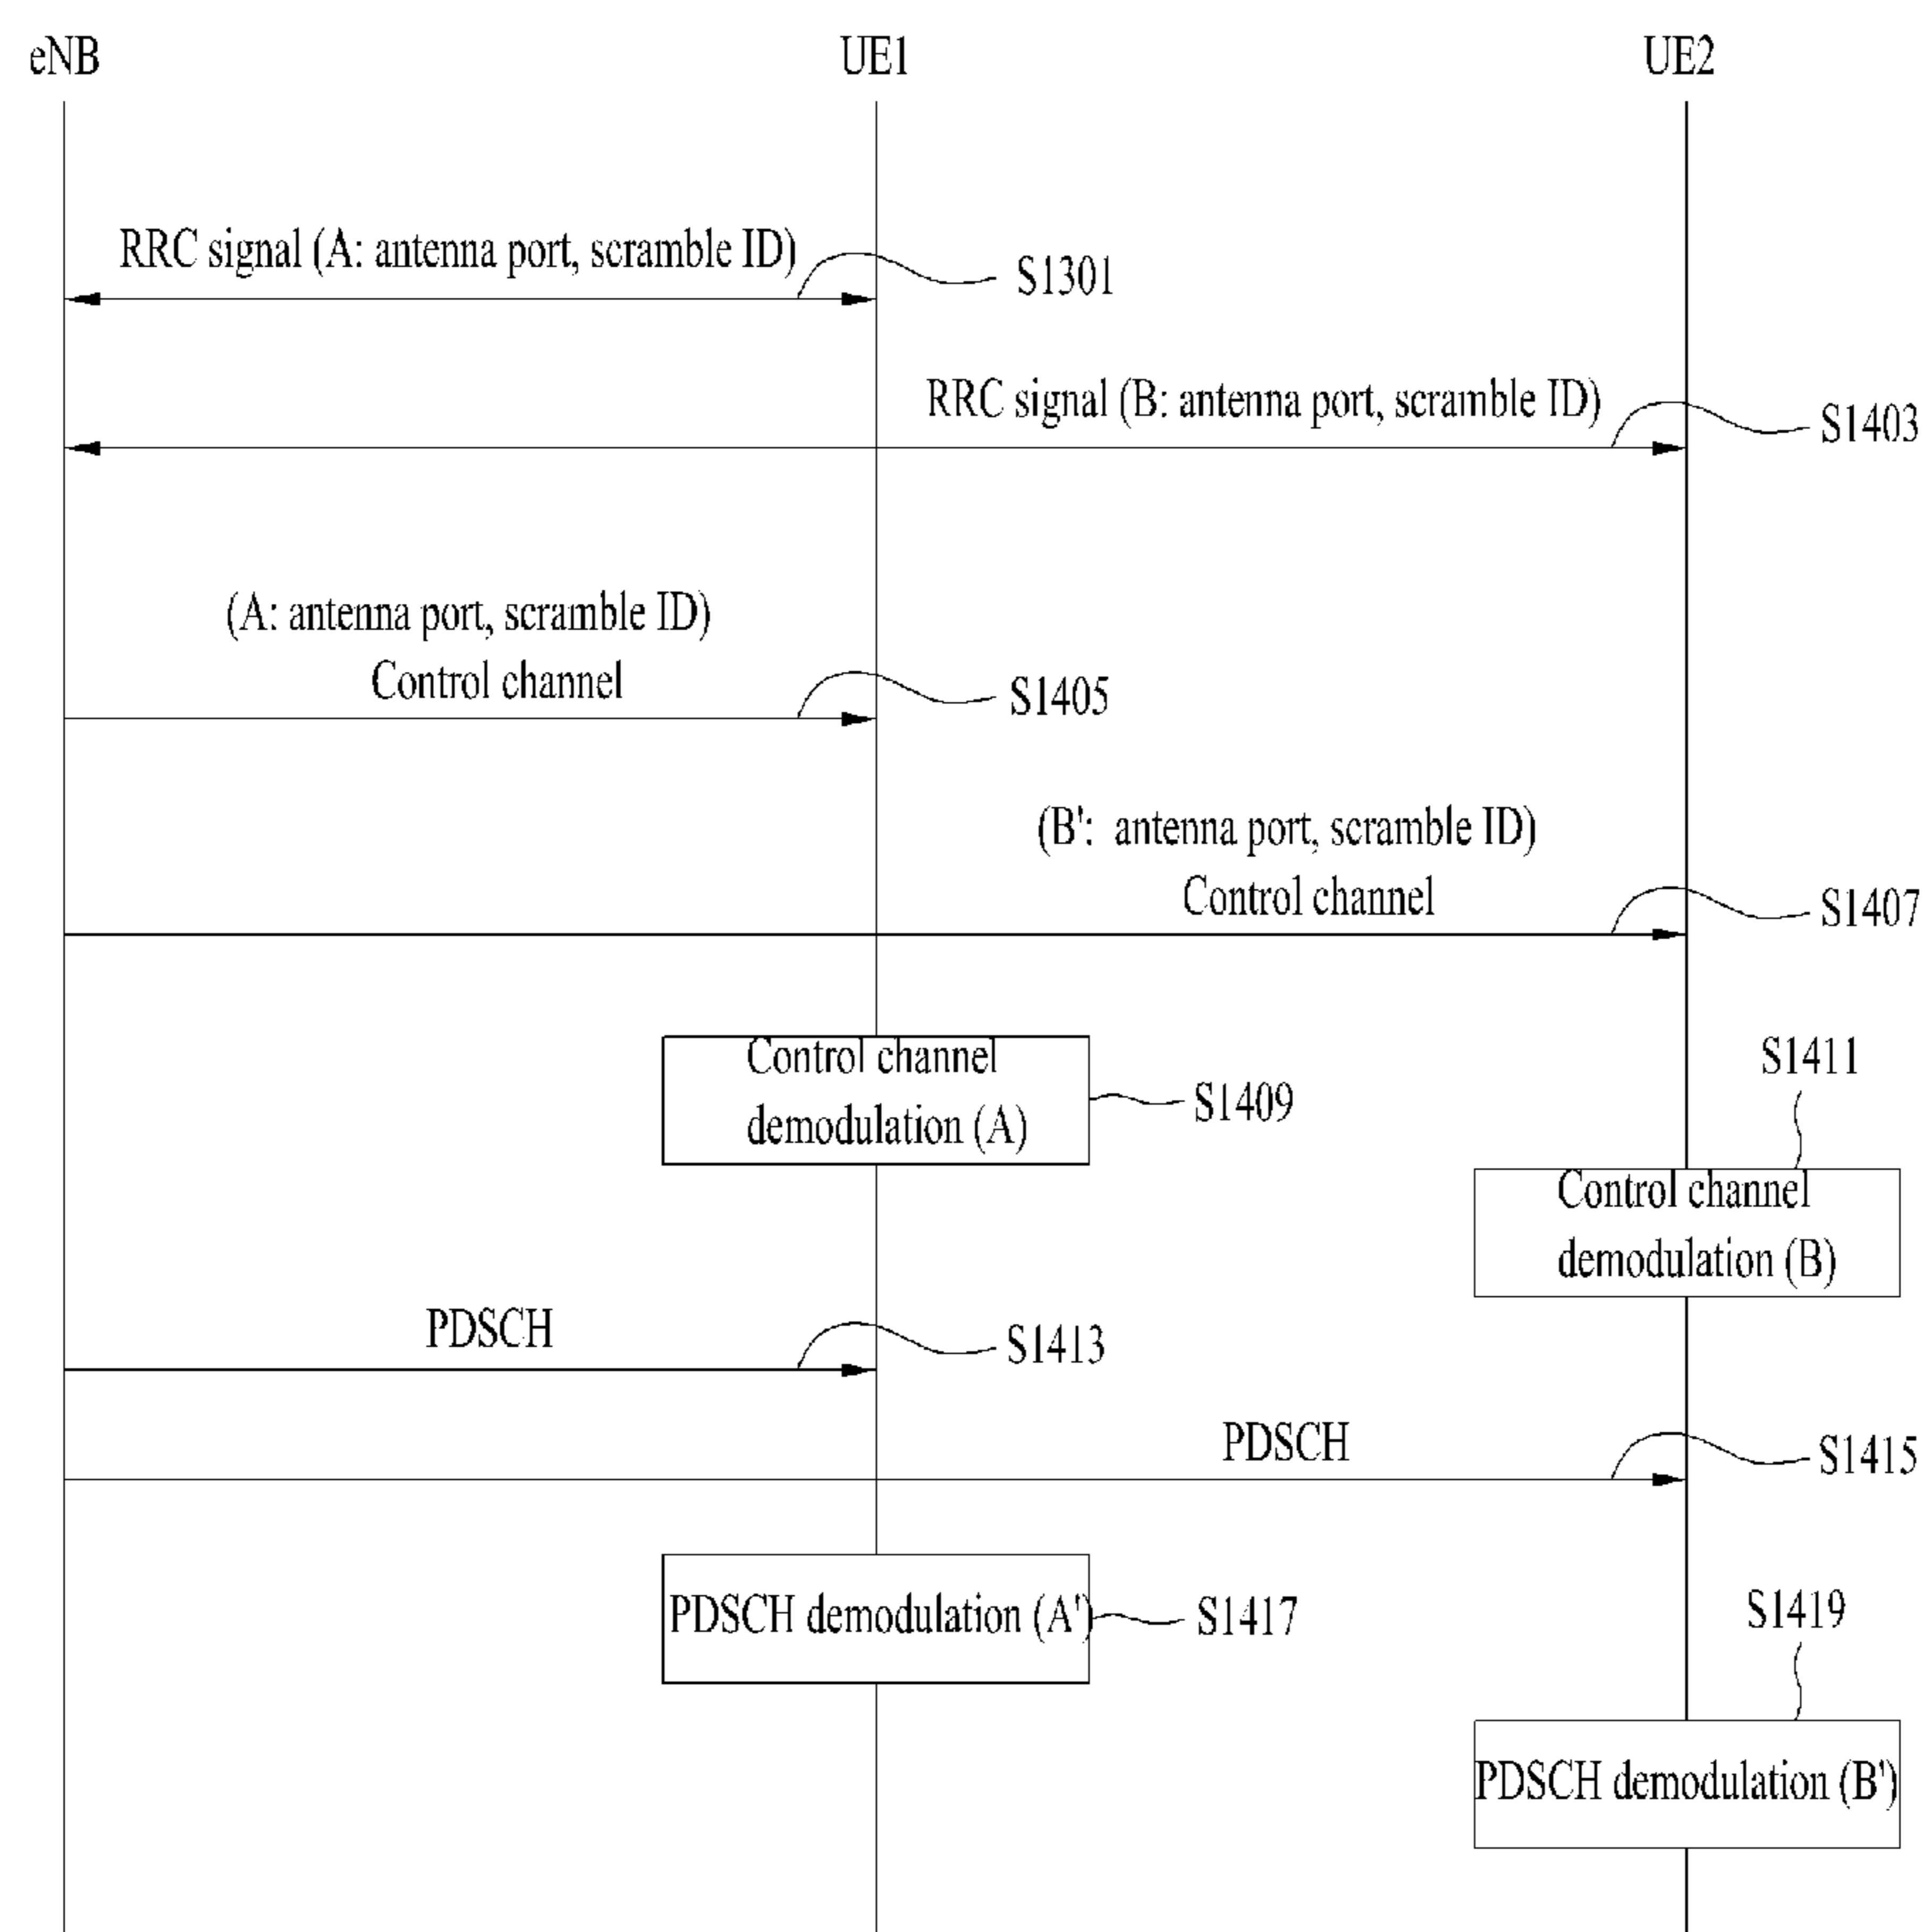 eNB
UE1
UE2
RRC signal (A: antenna port, scramble ID)
S1301
RRC signal (B: antenna port, scramble ID)
S1403
(A: antenna port, scramble ID)
Control channel
S1405
(B': antenna port, scramble ID)
Control channel
S1407
Control channel
demodulation (A)
S1409
S1411
Control channel
demodulation (B)
PDSCH
S1413
PDSCH
S1415
PDSCH demodulation (A')
S1417
S1419
PDSCH demodulation (B')